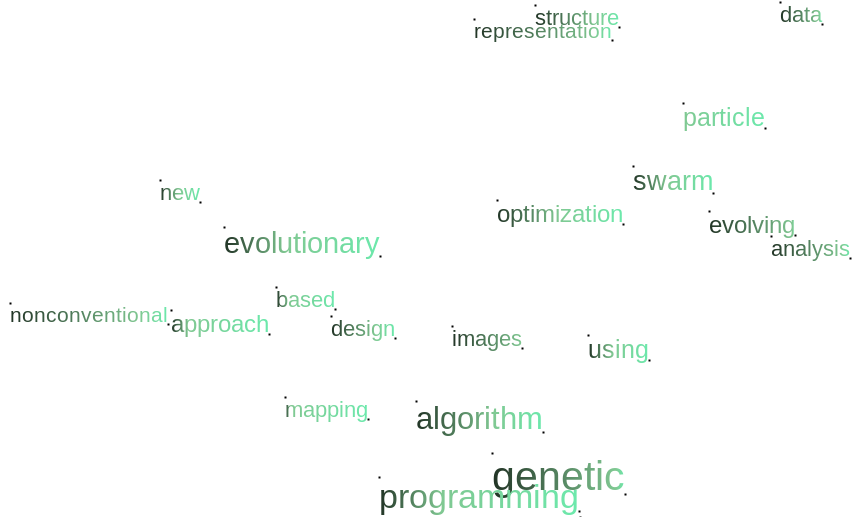 data
structure
representation
particle
swarm
new
optimization
evolving
evolutionary
analysis
based
nonconventional
approach
design
images
using
mapping
algorithm
genetic
programming